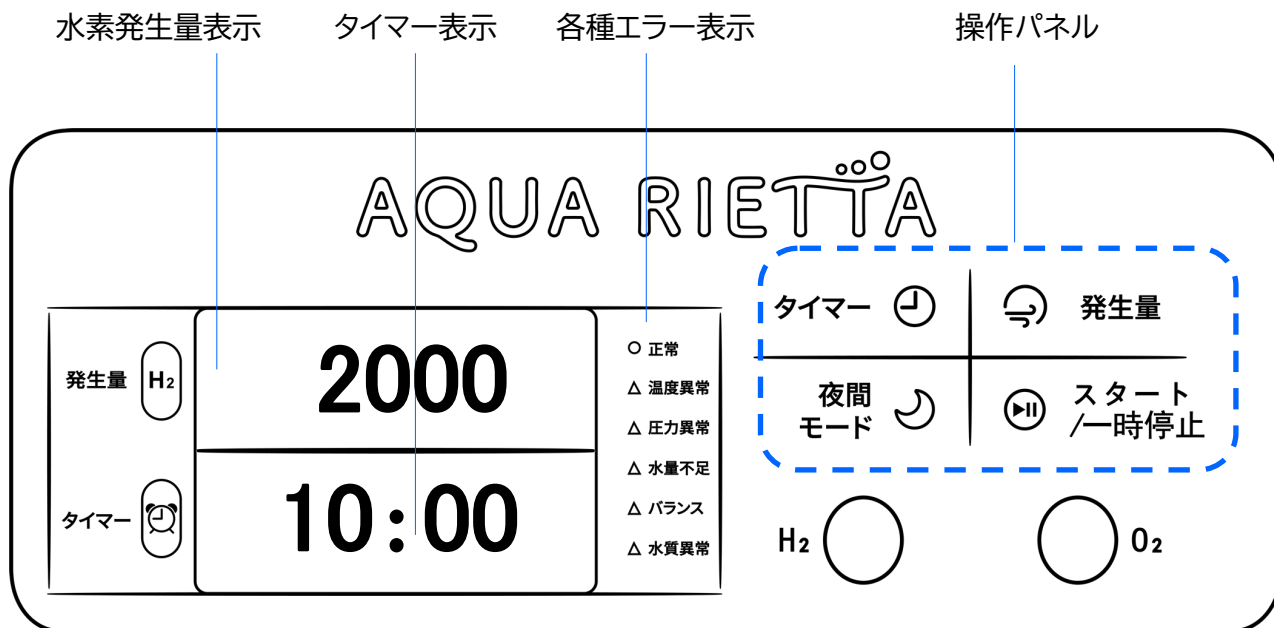 水素発生量表示
タイマー表示
各種エラー表示
操作パネル
AQUA RIETTA
発生量 H₂
2000
タイマー
10:00
○ 正常
△ 温度異常
△ 圧力異常
△ 水量不足
△ バランス
△ 水質異常
タイマー
発生量
夜間
モード
スタート
/一時停止
H₂
O₂